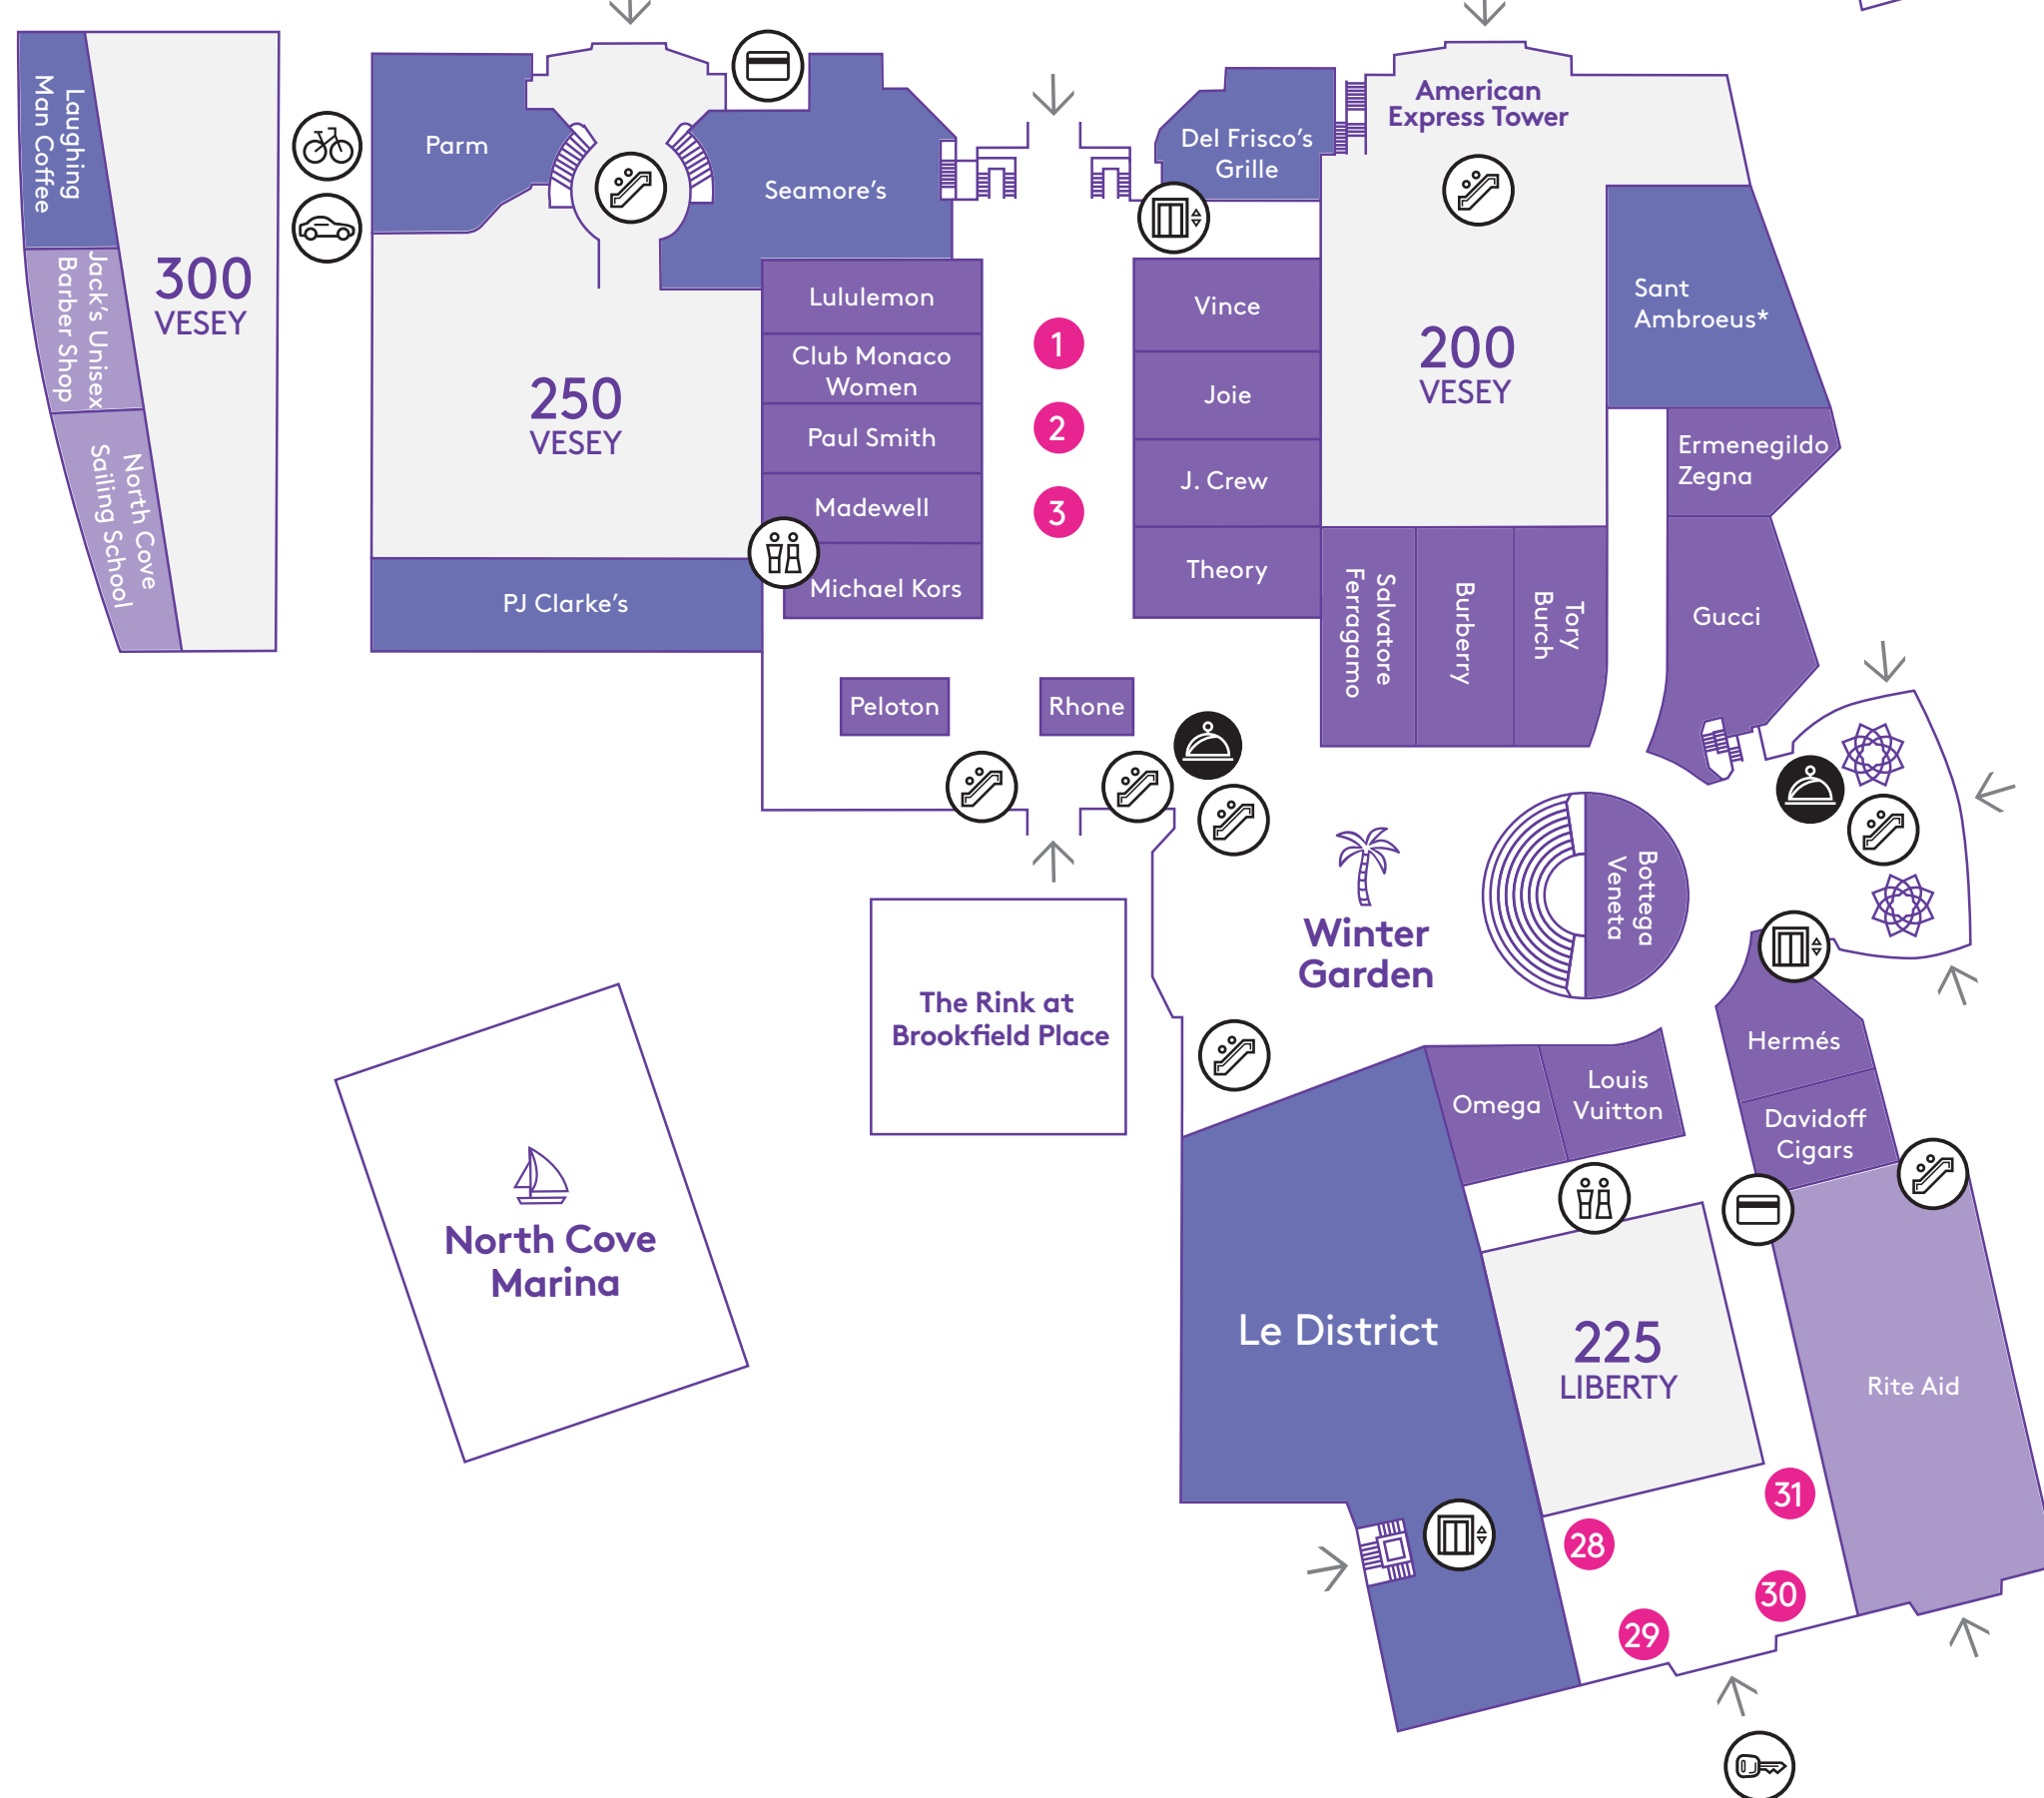 Laughing
Man Coffee
Jack's Unisex
Barber Shop
North Cove
Sailing School
300
VESEY
Parm
Seamore's
250
VESEY
PJ Clarke's
Lululemon
Club Monaco
Women
Paul Smith
Madewell
Michael Kors
1
2
3
Peloton
Rhone
Del Frisco's
Grille
American
Express Tower
Vince
Joie
J. Crew
Theory
200
VESEY
Sant
Ambroeus*
Ermenegildo
Zegna
Gucci
Salvatore
Ferragamo
Burberry
Tory
Burch
Winter
Garden
Bottega
Veneta
The Rink at
Brookfield Place
North Cove
Marina
Hermés
Davidoff
Cigars
Omega
Louis
Vuitton
Le District
225
LIBERTY
Rite Aid
31
28
30
29